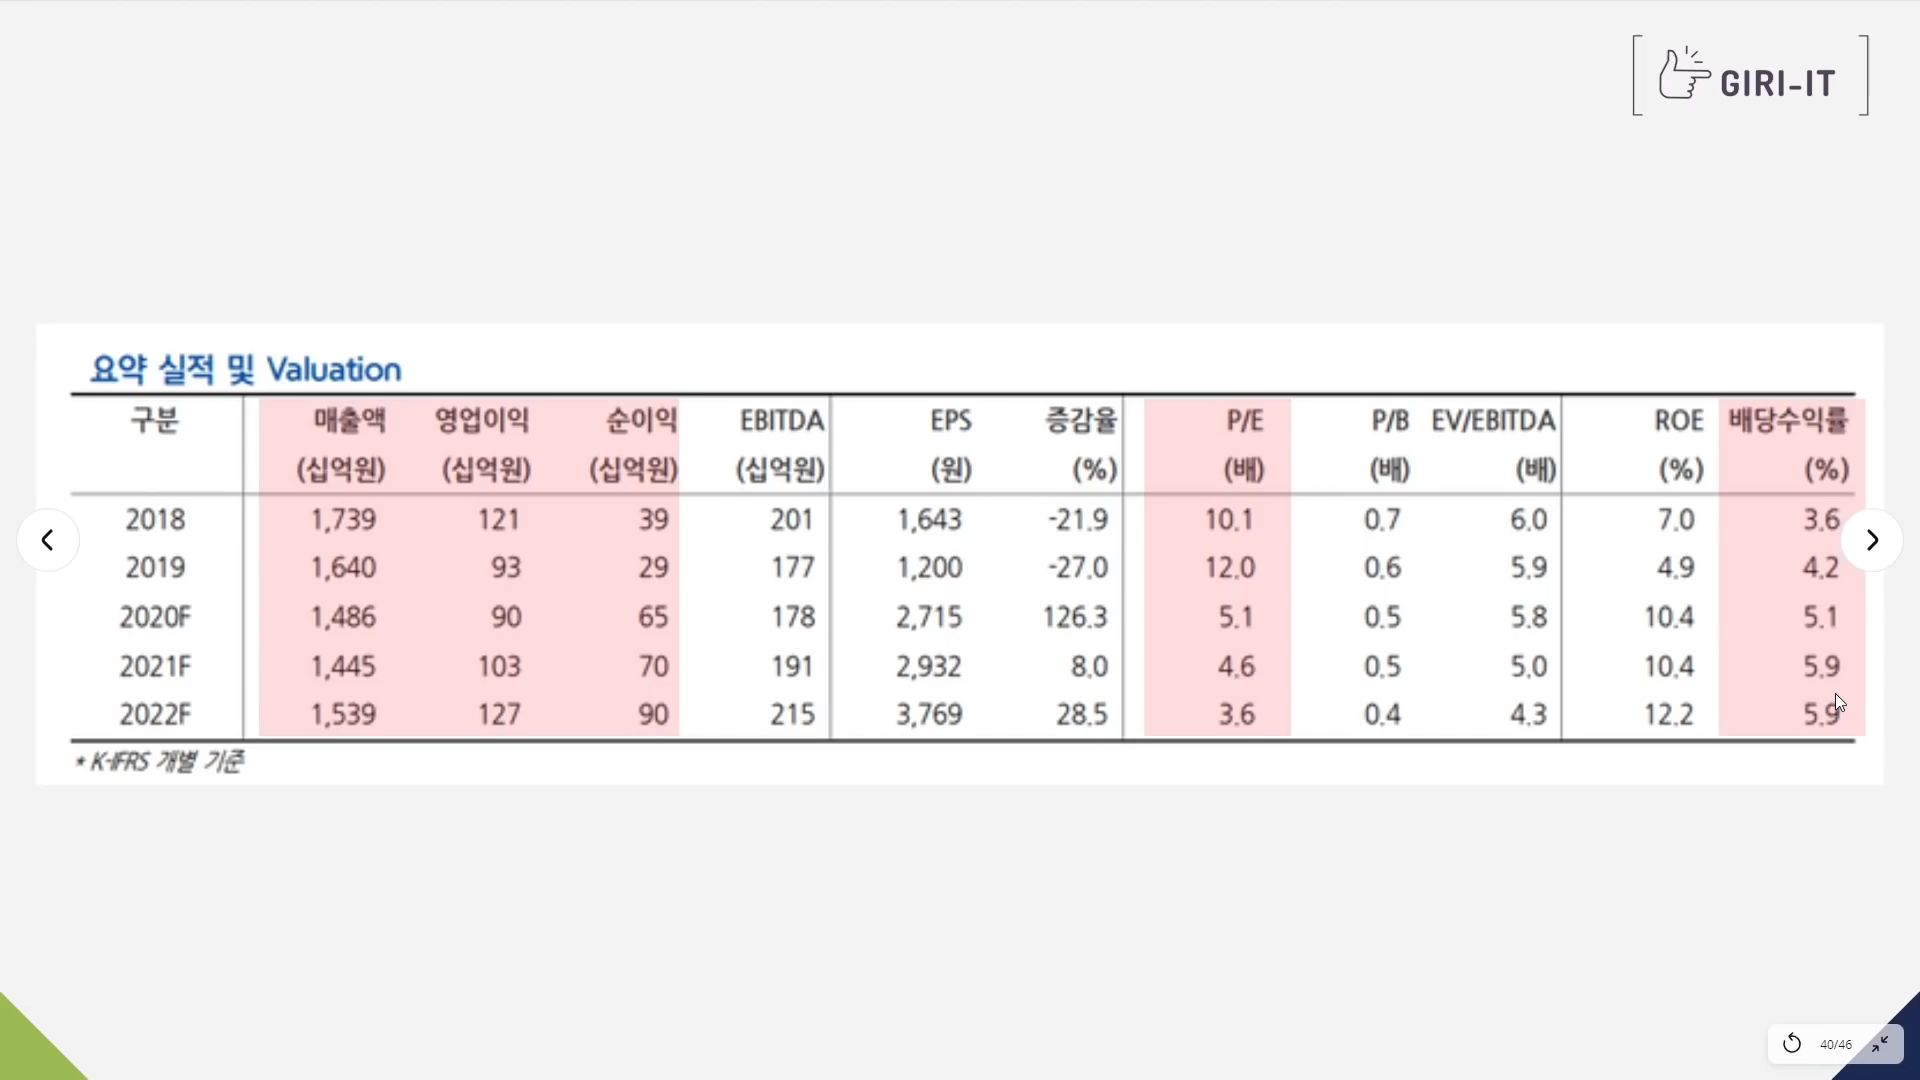 GIRI-IT
요약 실적 및 Valuation
구분 매출액 영업이익 순이익 EBITDA EPS 증감율 P/E P/B EV/EBITDA ROE 배당수익률
(십억원) (십억원) (십억원) (십억원) (원) (%) (배) (배) (배) (%) (%)
2018 1,739 121 39 201 1,643 -21.9 10.1 0.7 6.0 7.0 3.6
2019 1,640 93 29 177 1,200 -27.0 12.0 0.6 5.9 4.9 4.2
2020F 1,486 90 65 178 2,715 126.3 5.1 0.5 5.8 10.4 5.1
2021F 1,445 103 70 191 2,932 8.0 4.6 0.5 5.0 10.4 5.9
2022F 1,539 127 90 215 3,769 28.5 3.6 0.4 4.3 12.2 5.9
* K-IFRS 개별 기준
40/46